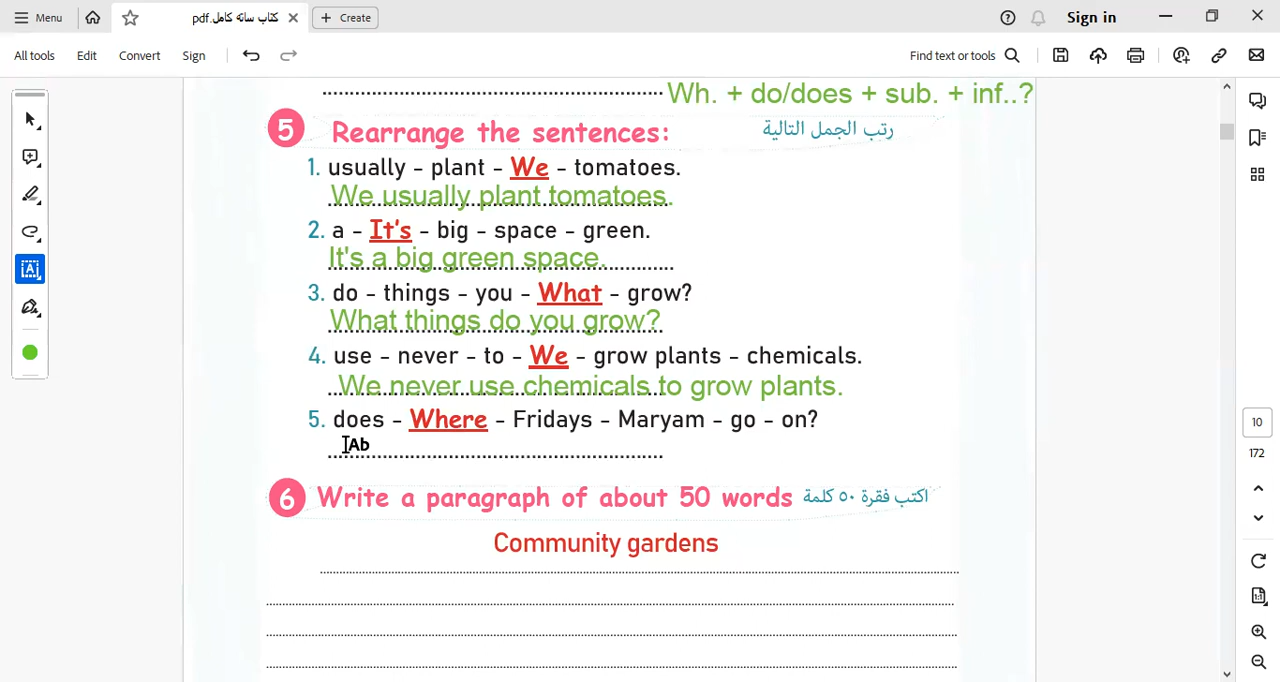 Menu
كتاب ساته كامل.pdf
Create
Sign in
All tools
Edit
Convert
Sign
Find text or tools
Wh. + do/does + sub. + inf..?
5 Rearrange the sentences: رتب الجمل التالية
1. usually - plant - We - tomatoes.
We usually plant tomatoes.
2. a - It's - big - space - green.
It's a big green space.
3. do - things - you - What - grow?
What things do you grow?
4. use - never - to - We - grow plants - chemicals.
We never use chemicals to grow plants.
5. does - Where - Fridays - Maryam - go - on?
Ab
6 Write a paragraph of about 50 words اكتب فقرة ٥٠ كلمة
Community gardens
10
172